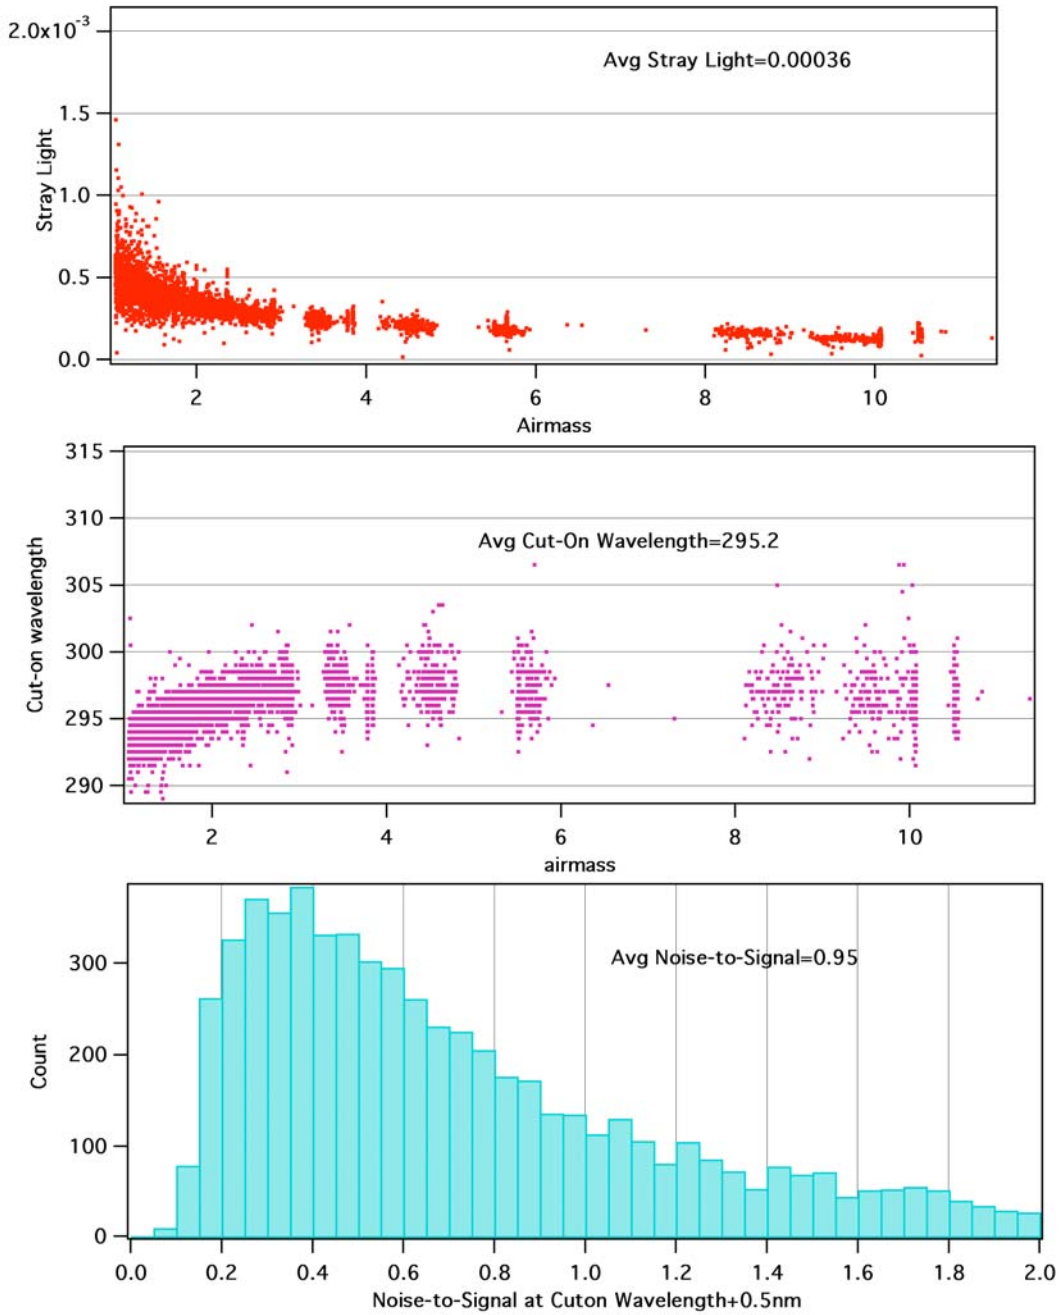 2.0x10-3
Avg Stray Light=0.00036
1.5
1.0
0.5
0.0
Stray Light
2 4 6 8 10
Airmass
315
310
305
300
295
290
Avg Cut-On Wavelength=295.2
Cut-on wavelength
2 4 6 8 10
airmass
300
200
100
0
Avg Noise-to-Signal=0.95
Count
0.0 0.2 0.4 0.6 0.8 1.0 1.2 1.4 1.6 1.8 2.0
Noise-to-Signal at Cuton Wavelength+0.5nm